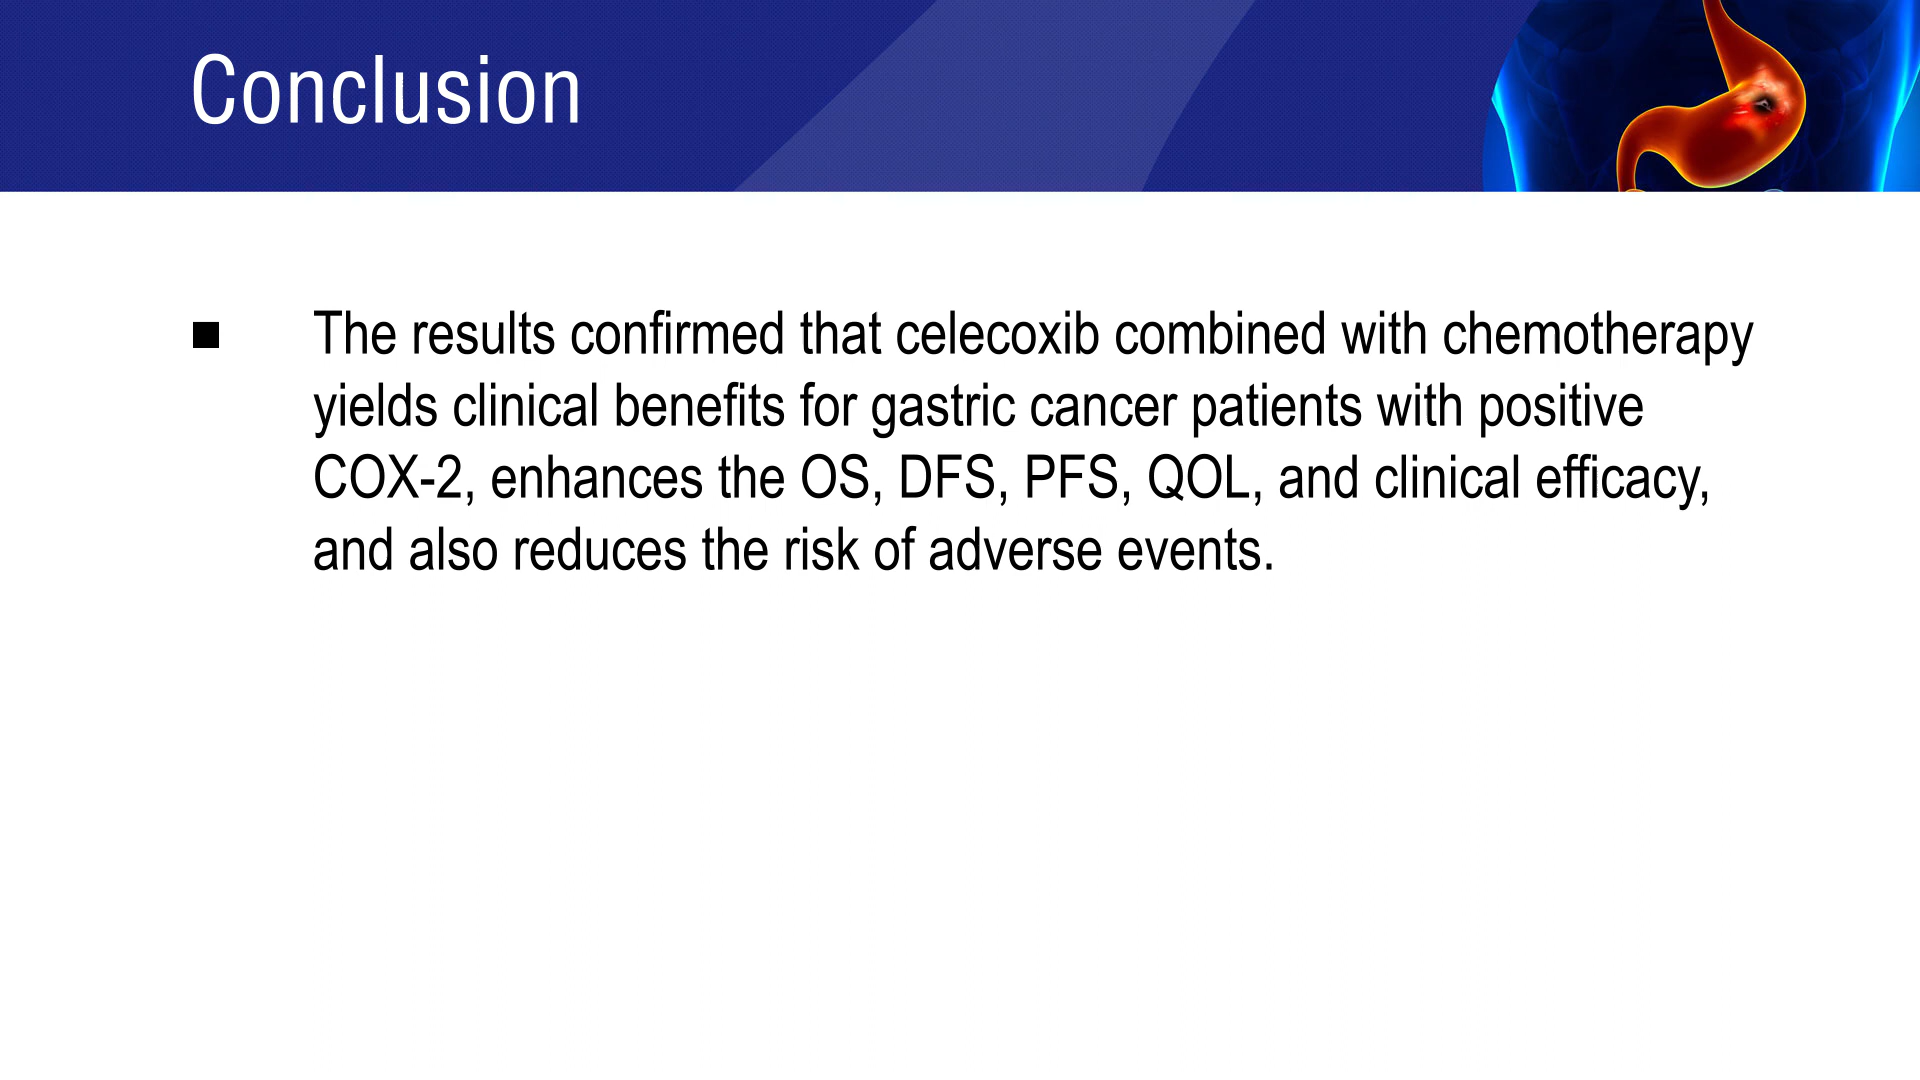 Conclusion
■ The results confirmed that celecoxib combined with chemotherapy
yields clinical benefits for gastric cancer patients with positive
COX-2, enhances the OS, DFS, PFS, QOL, and clinical efficacy,
and also reduces the risk of adverse events.